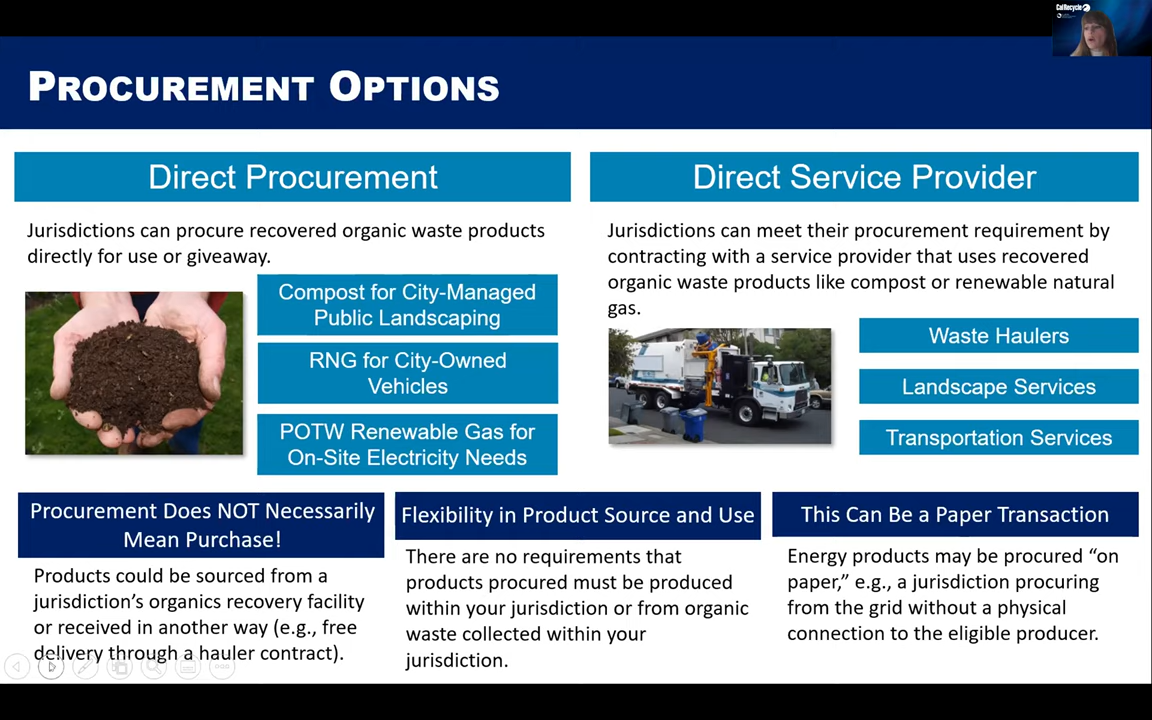 CalRecycle
PROCUREMENT OPTIONS
Direct Procurement
Jurisdictions can procure recovered organic waste products
directly for use or giveaway.
Compost for City-Managed
Public Landscaping
RNG for City-Owned
Vehicles
POTW Renewable Gas for
On-Site Electricity Needs
Direct Service Provider
Jurisdictions can meet their procurement requirement by
contracting with a service provider that uses recovered
organic waste products like compost or renewable natural
gas.
Waste Haulers
Landscape Services
Transportation Services
Procurement Does NOT Necessarily
Mean Purchase!
Products could be sourced from a
jurisdiction’s organics recovery facility
or received in another way (e.g., free
delivery through a hauler contract).
Flexibility in Product Source and Use
There are no requirements that
products procured must be produced
within your jurisdiction or from organic
waste collected within your
jurisdiction.
This Can Be a Paper Transaction
Energy products may be procured “on
paper,” e.g., a jurisdiction procuring
from the grid without a physical
connection to the eligible producer.